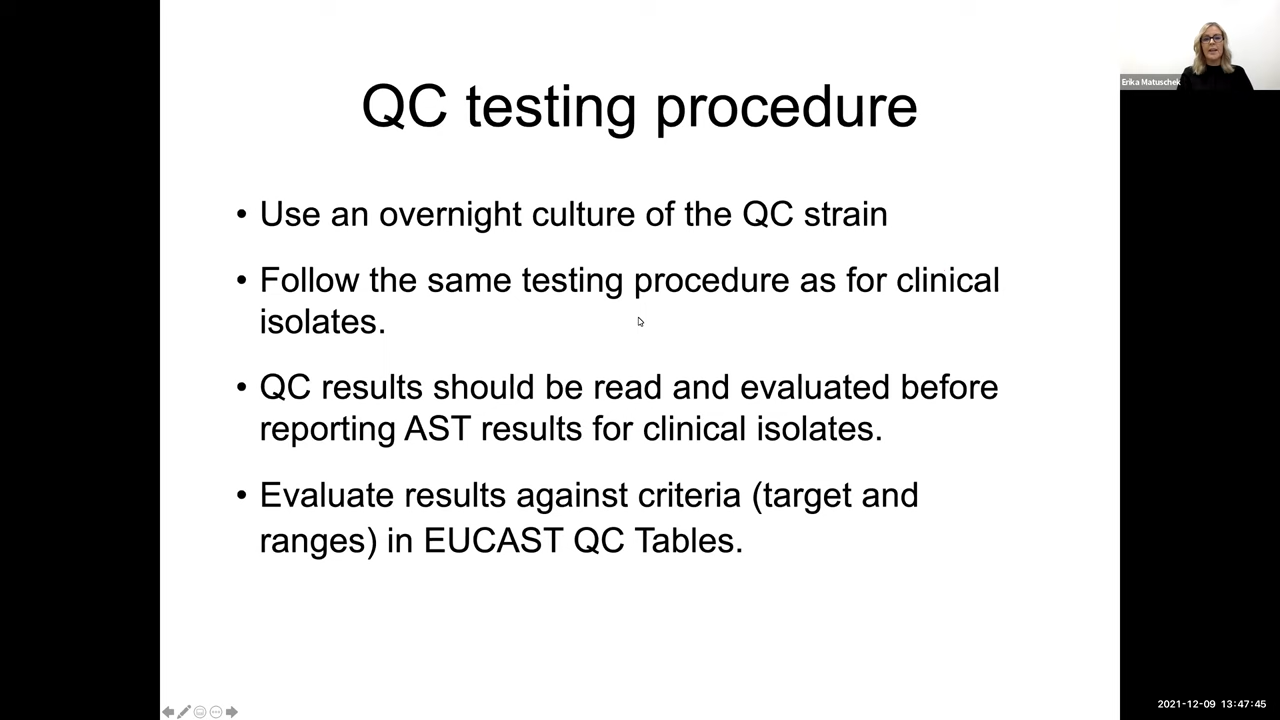 Erika Matuschek
QC testing procedure
• Use an overnight culture of the QC strain
• Follow the same testing procedure as for clinical
isolates.
• QC results should be read and evaluated before
reporting AST results for clinical isolates.
• Evaluate results against criteria (target and
ranges) in EUCAST QC Tables.
2021-12-09 13:47:45